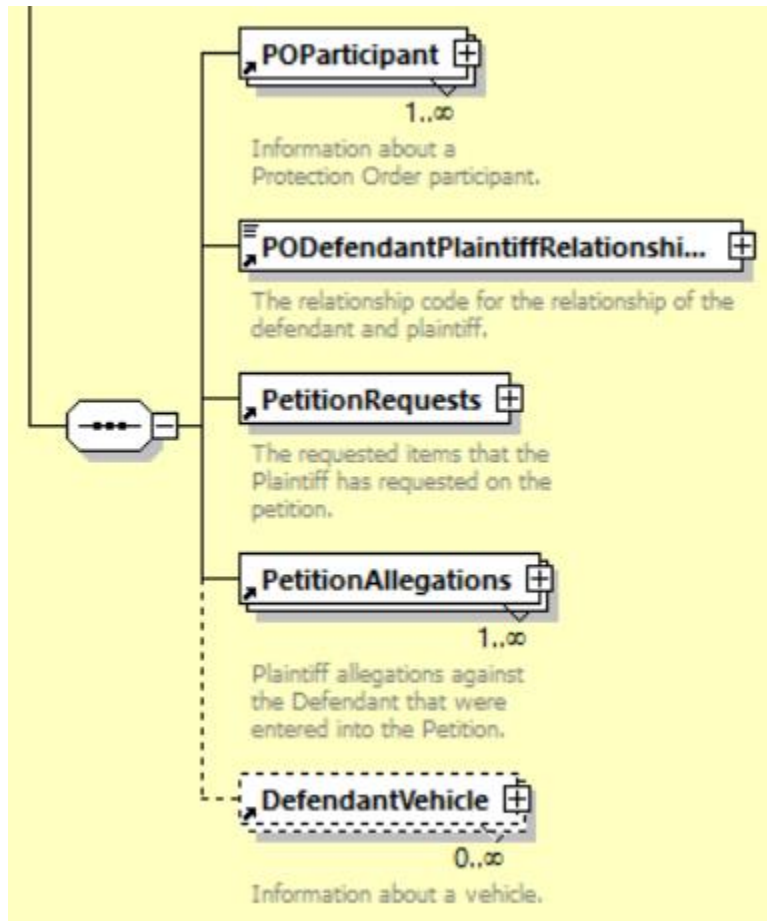 POParticipant
1..∞
Information about a
Protection Order participant.
PODefendantPlaintiffRelationshi...
The relationship code for the relationship of the
defendant and plaintiff.
PetitionRequests
The requested items that the
Plaintiff has requested on the
petition.
PetitionAllegations
1..∞
Plaintiff allegations against
the Defendant that were
entered into the Petition.
DefendantVehicle
0..∞
Information about a vehicle.